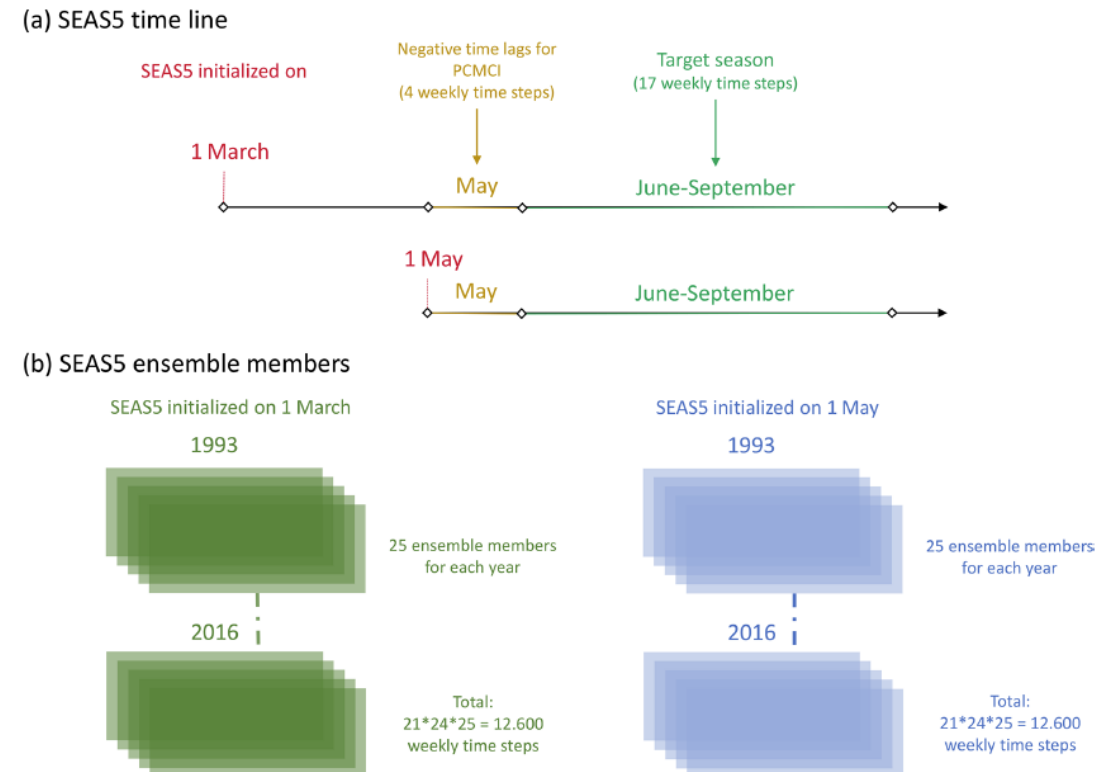 (a) SEAS5 time line
SEAS5 initialized on
Negative time lags for
PCMCI
(4 weekly time steps)
Target season
(17 weekly time steps)
1 March
May
June-September
1 May
May
June-September
(b) SEAS5 ensemble members
SEAS5 initialized on 1 March
1993
25 ensemble members
for each year
2016
Total:
21*24*25 = 12.600
weekly time steps
SEAS5 initialized on 1 May
1993
25 ensemble members
for each year
2016
Total:
21*24*25 = 12.600
weekly time steps